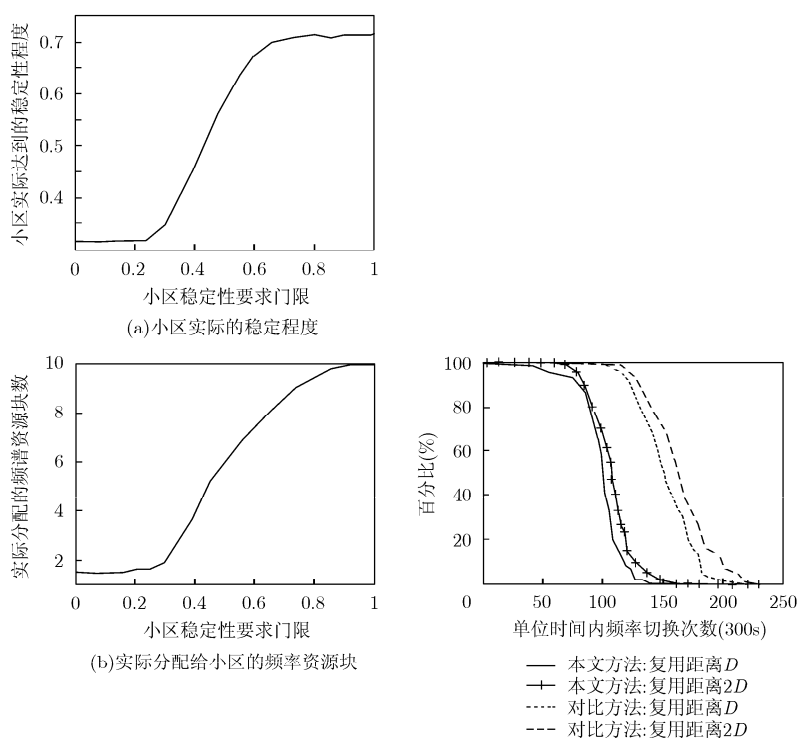 小区实际达到的稳定性程度
0.7
0.6
0.5
0.4
0 0.2 0.4 0.6 0.8 1
小区稳定性要求门限
(a)小区实际的稳定程度
实际分配的频谱资源块数
10
8
6
4
2
0 0.2 0.4 0.6 0.8 1
小区稳定性要求门限
(b)实际分配给小区的频率资源块
百分比(%)
100
80
60
40
20
0 50 100 150 200 250
单位时间内频率切换次数(300s)
本文方法:复用距离D
本文方法:复用距离2D
对比方法:复用距离D
对比方法:复用距离2D